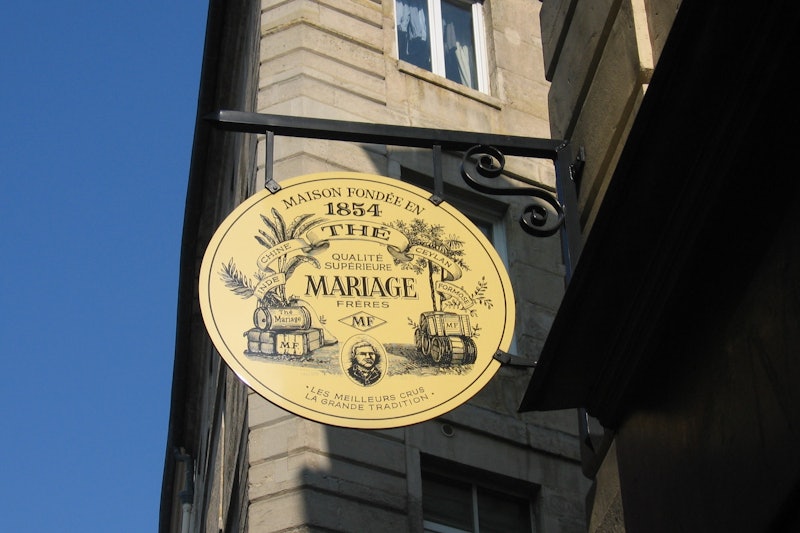 MAISON FONDÉE EN
1854
THÉ
CHINE
CEYLAN
INDE
FORMOSE
QUALITÉ
SUPÉRIEURE
MARIAGE
FRÈRES
MF
Thé
Mariage
MF
MF
• LES MEILLEURS CRUS
LA GRANDE TRADITION •